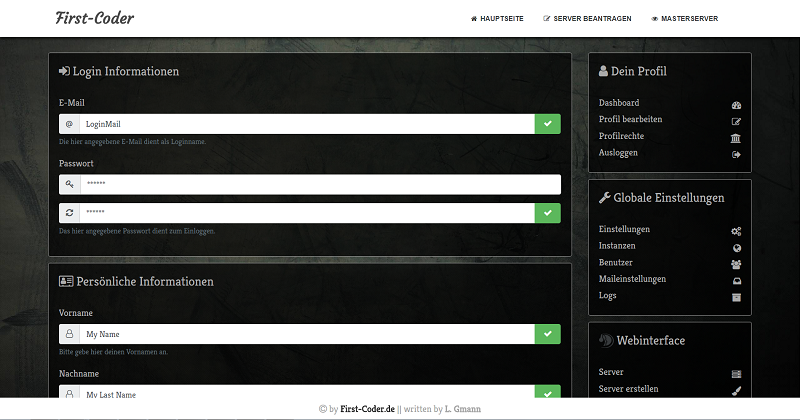 First-Coder
HAUPTSEITE
SERVER BEANTRAGEN
MASTERSERVER
Login Informationen
E-Mail
@ LoginMail
Die hier angegebene E-Mail dient als Loginname.
Passwort
******
******
Das hier angegebene Passwort dient zum Einloggen.
Persönliche Informationen
Vorname
My Name
Bitte gebe hier deinen Vornamen an.
Nachname
My Last Name
Dein Profil
Dashboard
Profil bearbeiten
Profilrechte
Ausloggen
Globale Einstellungen
Einstellungen
Instanzen
Benutzer
Maileinstellungen
Logs
Webinterface
Server
Server erstellen
© by First-Coder.de || written by L. Gmann